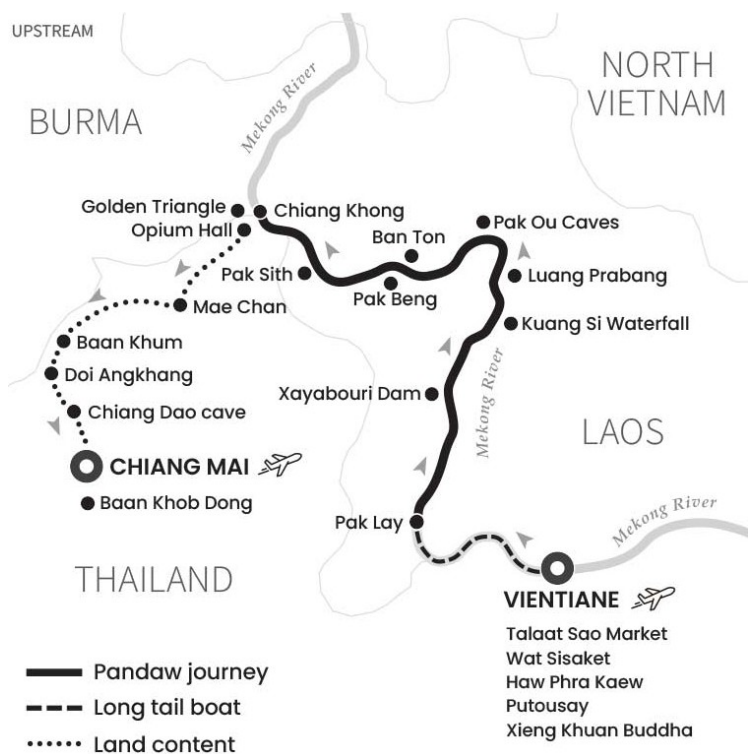 UPSTREAM
Mekong River
NORTH
VIETNAM
BURMA
Golden Triangle
Chiang Khong
Opium Hall
Pak Ou Caves
Ban Ton
Pak Sith
Luang Prabang
Pak Beng
Mae Chan
Kuang Si Waterfall
Baan Khum
Doi Angkhang
Xayabouri Dam
Mekong River
Chiang Dao cave
LAOS
CHIANG MAI
Baan Khob Dong
Pak Lay
Mekong River
THAILAND
VIENTIANE
Talaat Sao Market
Wat Sisaket
Haw Phra Kaew
Putousay
Xieng Khuan Buddha
Pandaw journey
Long tail boat
Land content